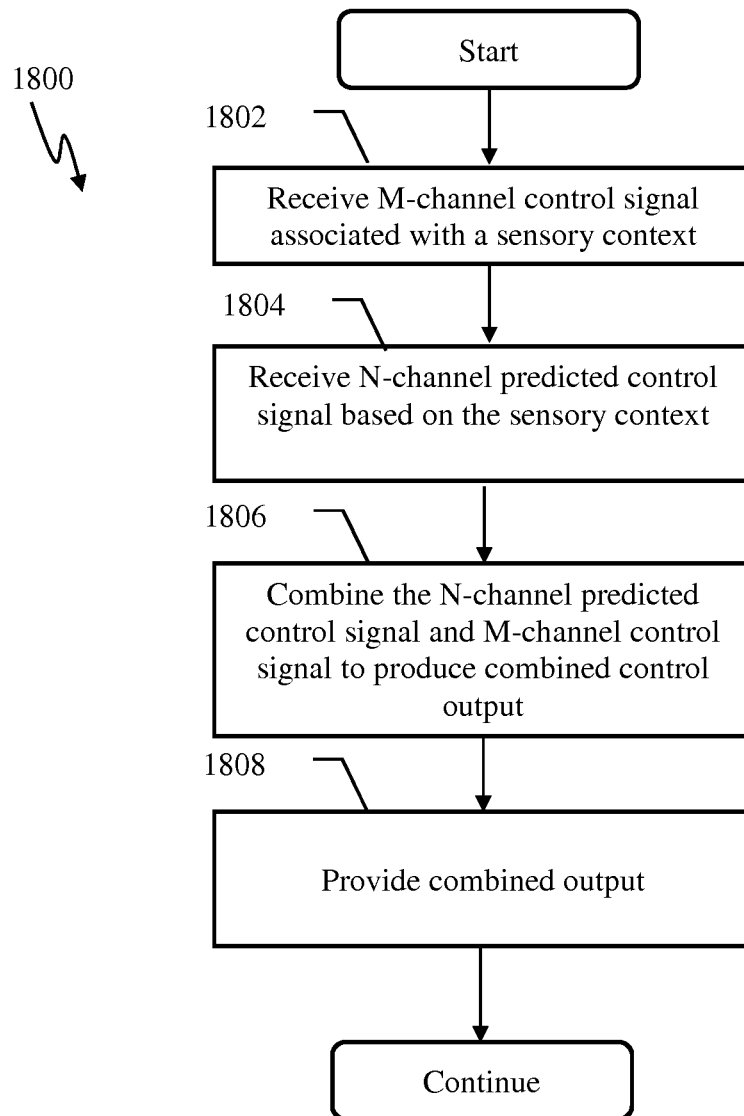 Start
1800
1802
Receive M-channel control signal
associated with a sensory context
1804
Receive N-channel predicted control
signal based on the sensory context
1806
Combine the N-channel predicted
control signal and M-channel control
signal to produce combined control
output
1808
Provide combined output
Continue